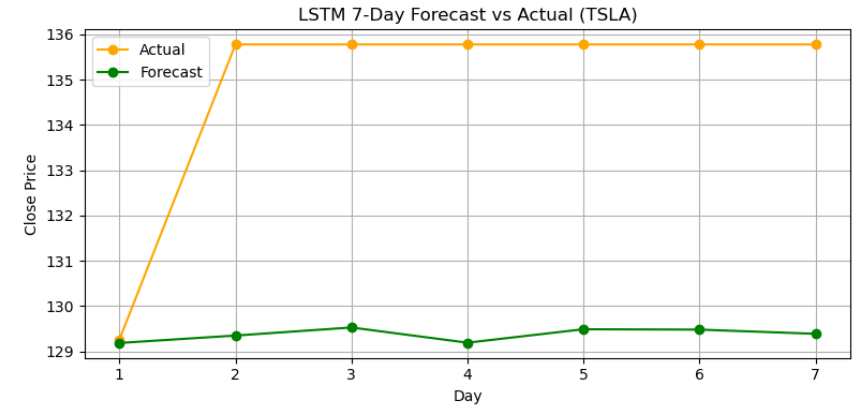 LSTM 7-Day Forecast vs Actual (TSLA)
136
135
134
133
132
131
130
129
Close Price
Actual
Forecast
1 2 3 4 5 6 7
Day